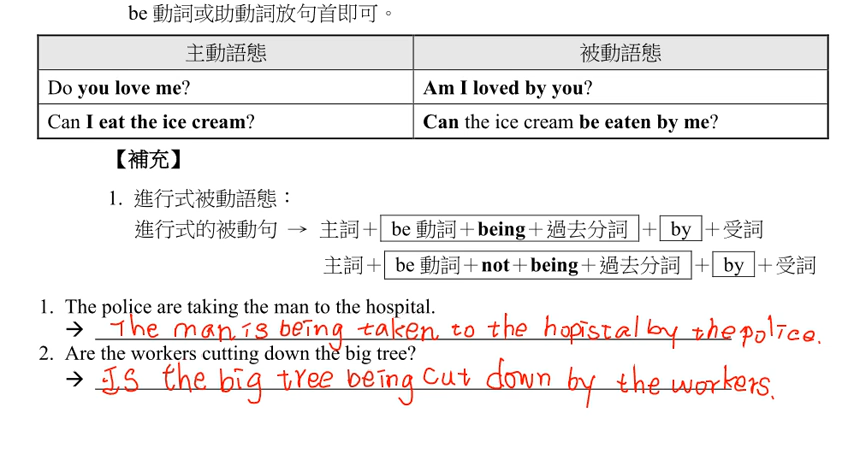 be 動詞或助動詞放句首即可。
主動語態 被動語態
Do you love me? Am I loved by you?
Can I eat the ice cream? Can the ice cream be eaten by me?
【補充】
1. 進行式被動語態：
進行式的被動句 → 主詞＋ be 動詞＋being＋過去分詞 ＋ by ＋受詞
主詞＋ be 動詞＋not＋being＋過去分詞 ＋ by ＋受詞
1. The police are taking the man to the hospital.
→ The man is being taken to the hopistal by the police.
2. Are the workers cutting down the big tree?
→ Is the big tree being cut down by the workers.